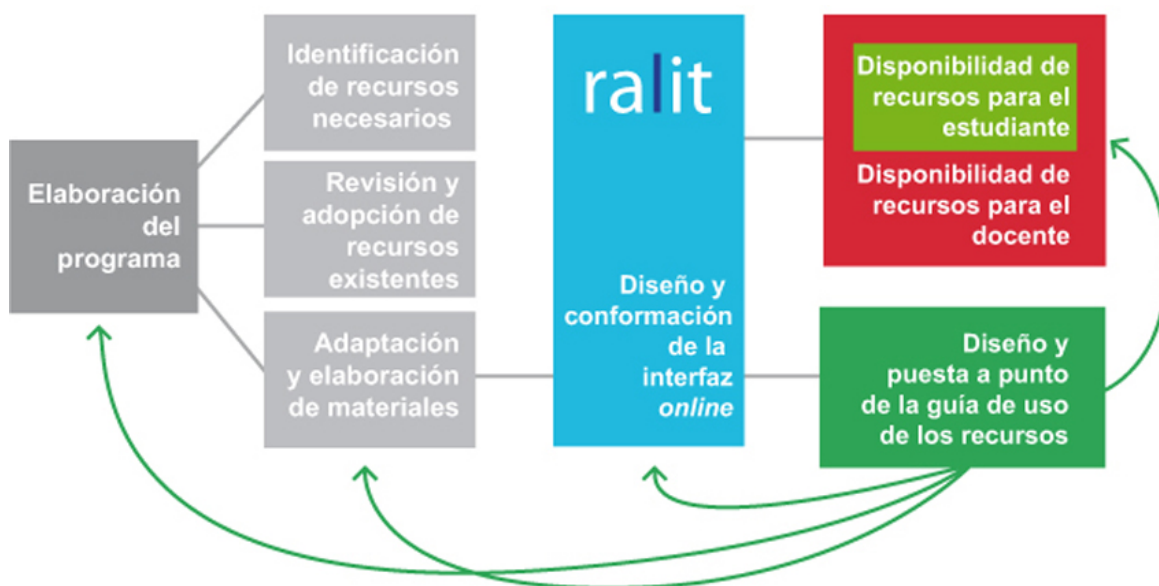 Elaboración
del
programa
Identificación
de recursos
necesarios
Revisión y
adopción de
recursos
existentes
Adaptación
y elaboración
de materiales
ralit
Diseño y
conformación
de la
interfaz
online
Disponibilidad de
recursos para el
estudiante
Disponibilidad de
recursos para el
docente
Diseño y
puesta a punto
de la guía de uso
de los recursos